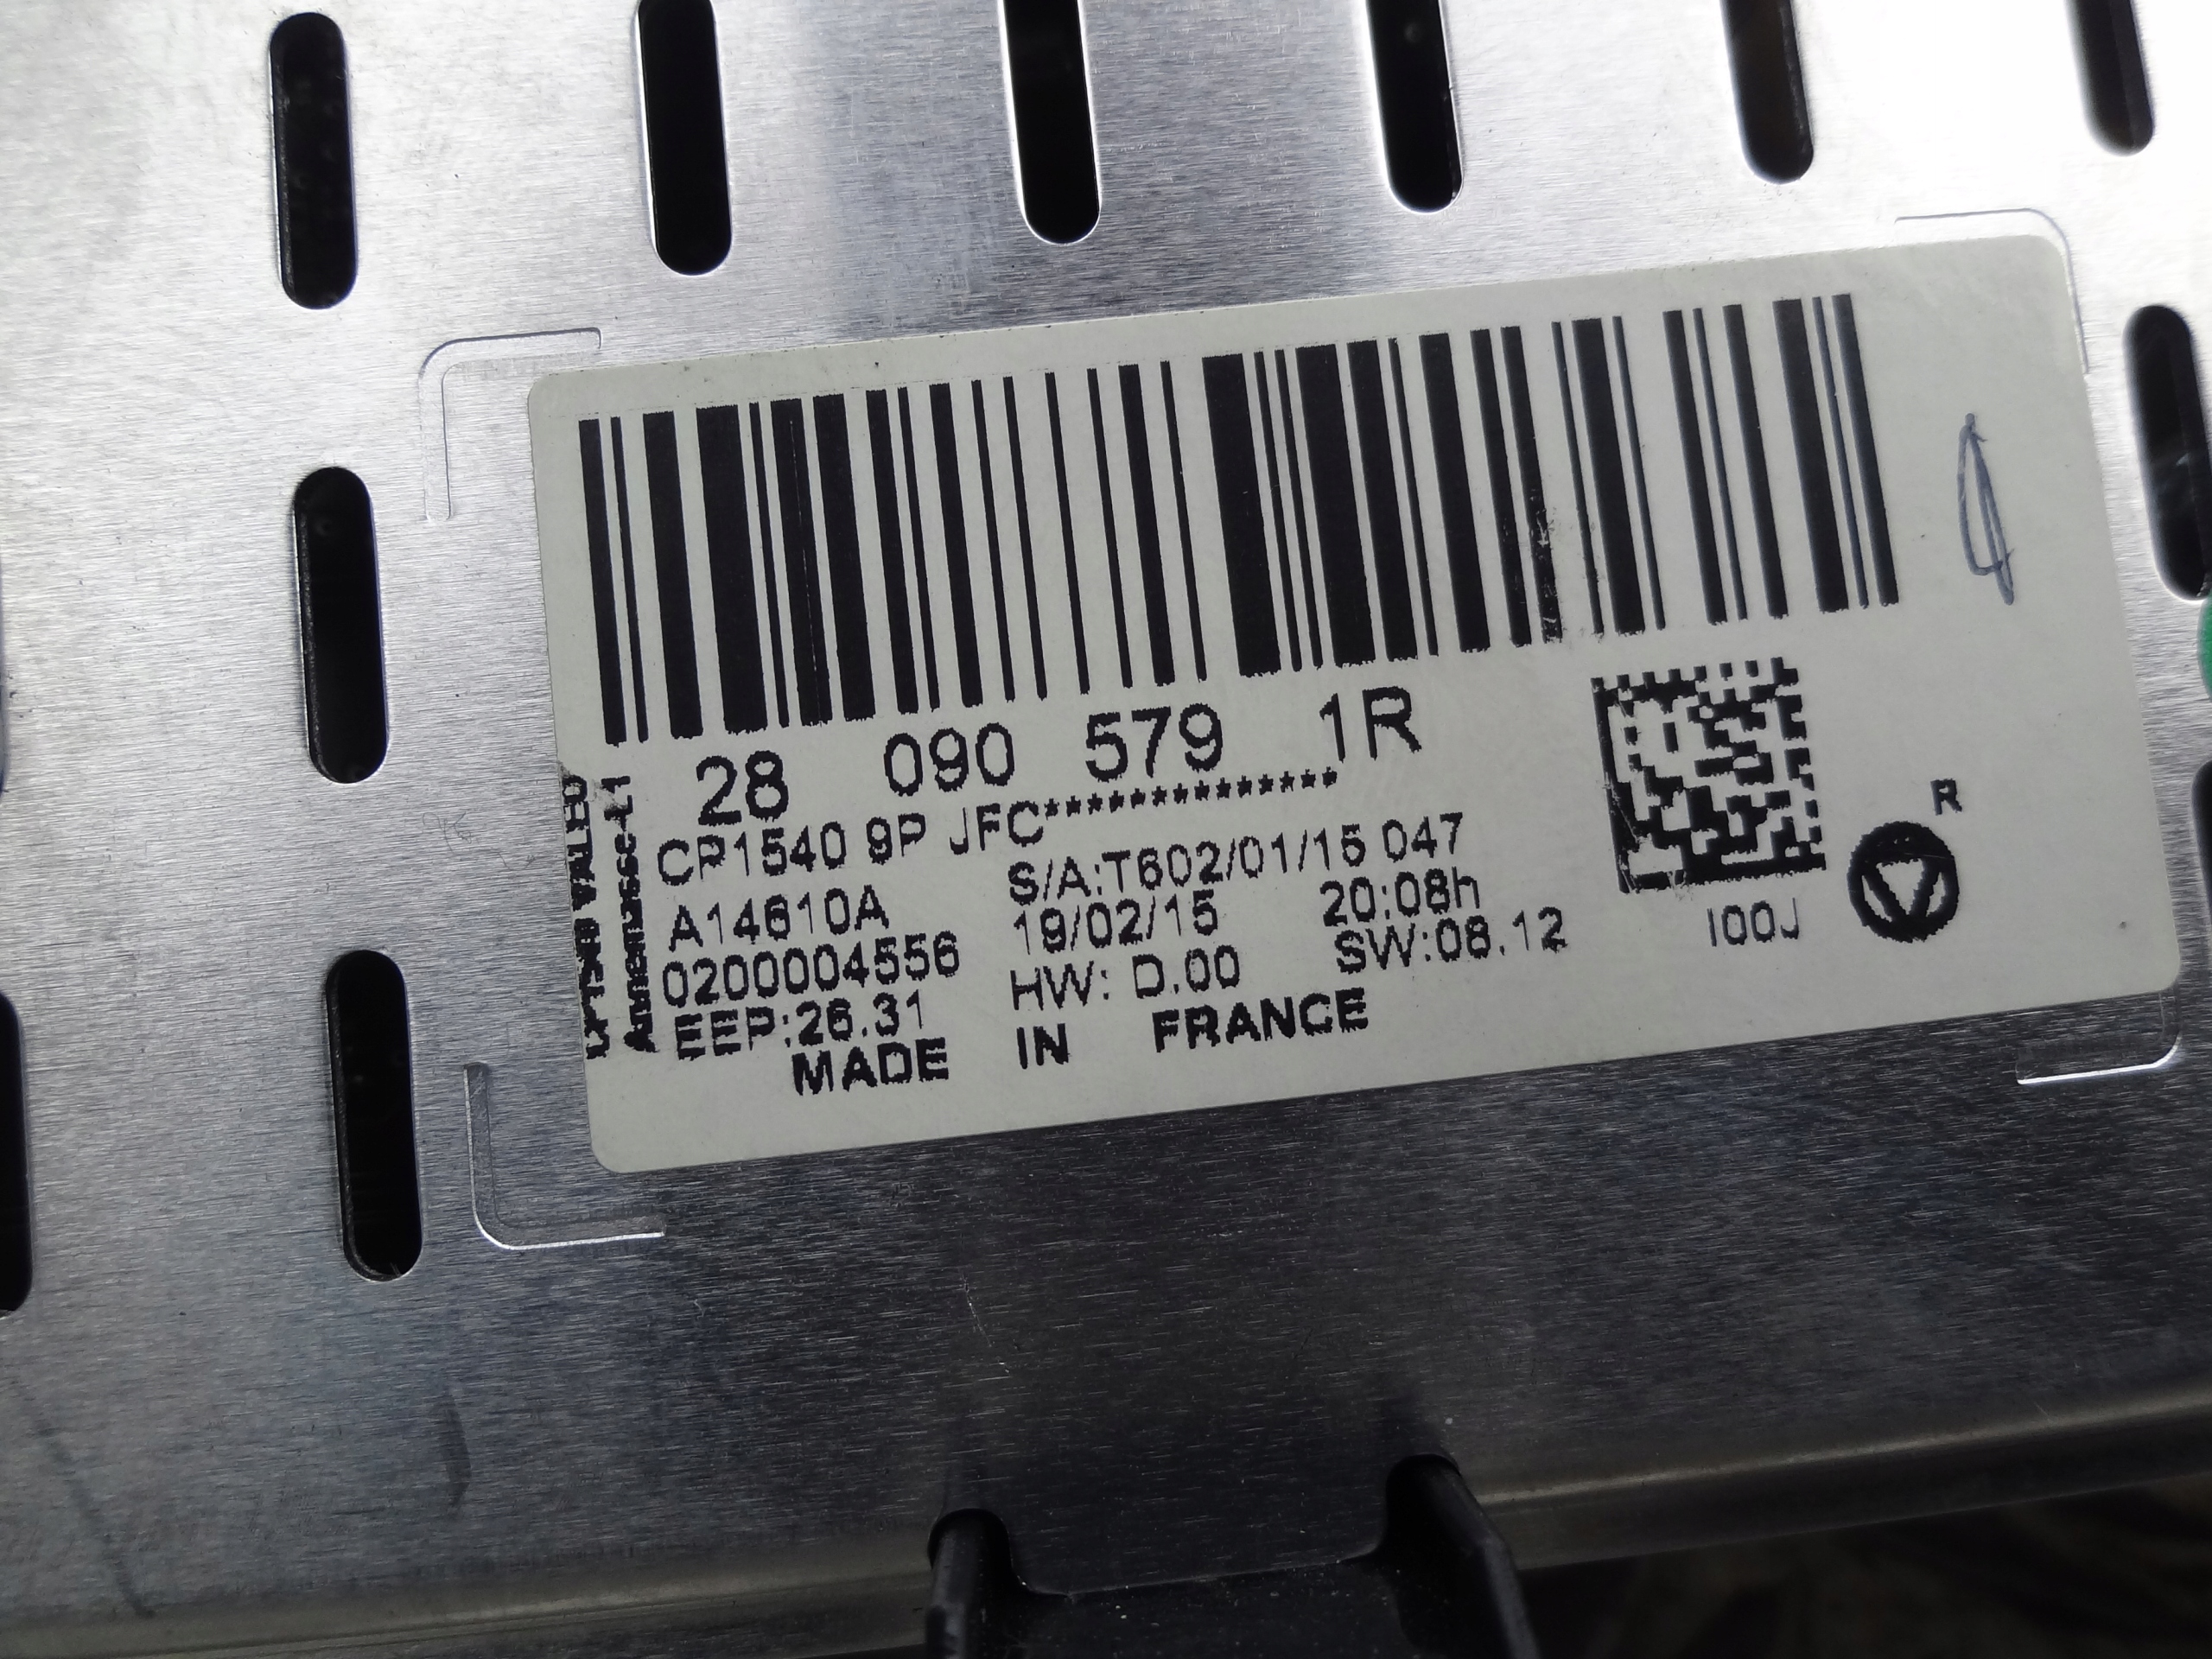 28 090 579 1R
CP1540 9P JFC**************
A14610A S/A:T602/01/15 047
0200004556 19/02/15 20:08h
EEP:26.31 HW: D.00 SW:08.12
MADE IN FRANCE
I00J
R
VALEO